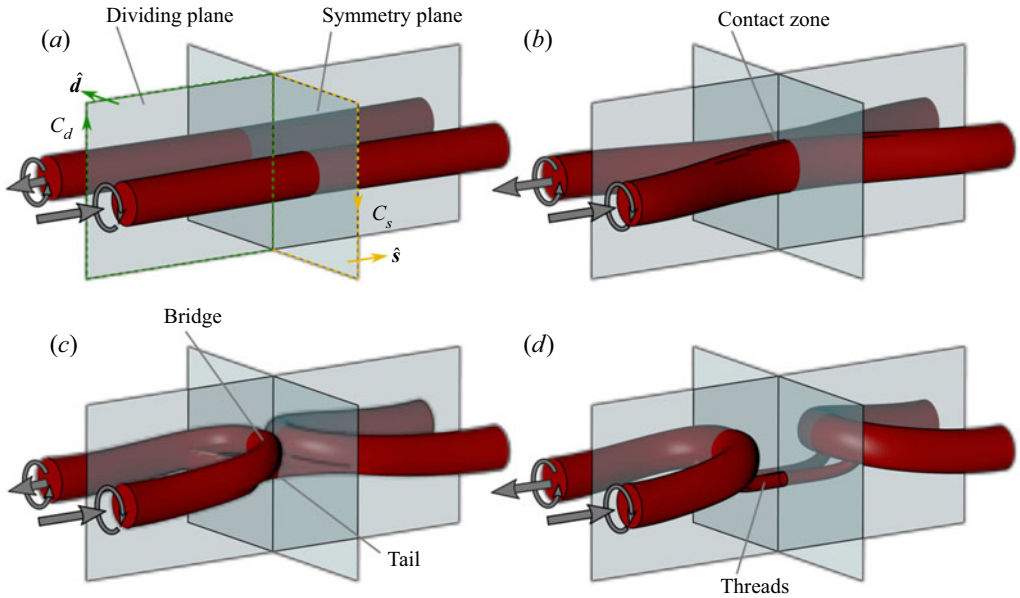 Dividing plane
Symmetry plane
Contact zone
(a)
(b)
d̂
C_d
C_s
ŝ
Bridge
(c)
(d)
Tail
Threads